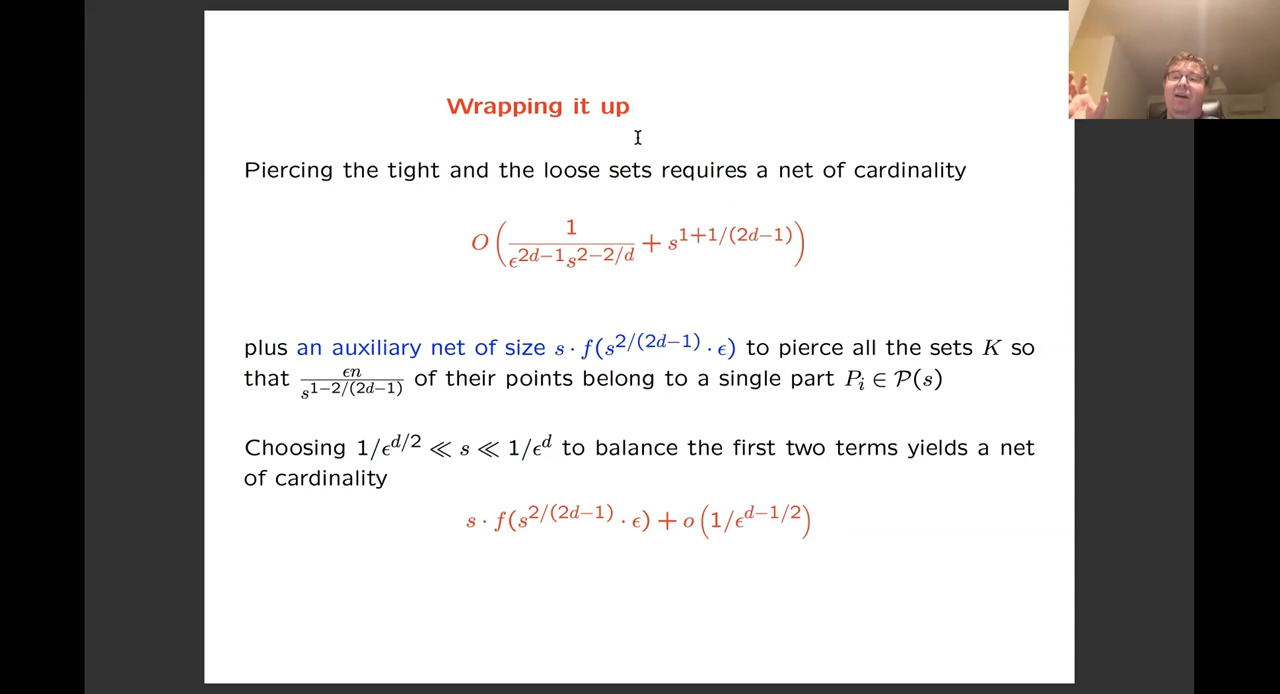 Wrapping it up
Piercing the tight and the loose sets requires a net of cardinality
O(1/(ϵ^{2d−1}s^{2−2/d}) + s^{1+1/(2d−1)})
plus an auxiliary net of size s · f(s^{2/(2d−1)} · ϵ) to pierce all the sets K so
that ϵn/s^{1−2/(2d−1)} of their points belong to a single part P_i ∈ 𝒫(s)
Choosing 1/ϵ^{d/2} ≪ s ≪ 1/ϵ^d to balance the first two terms yields a net
of cardinality
s · f(s^{2/(2d−1)} · ϵ) + o(1/ϵ^{d−1/2})